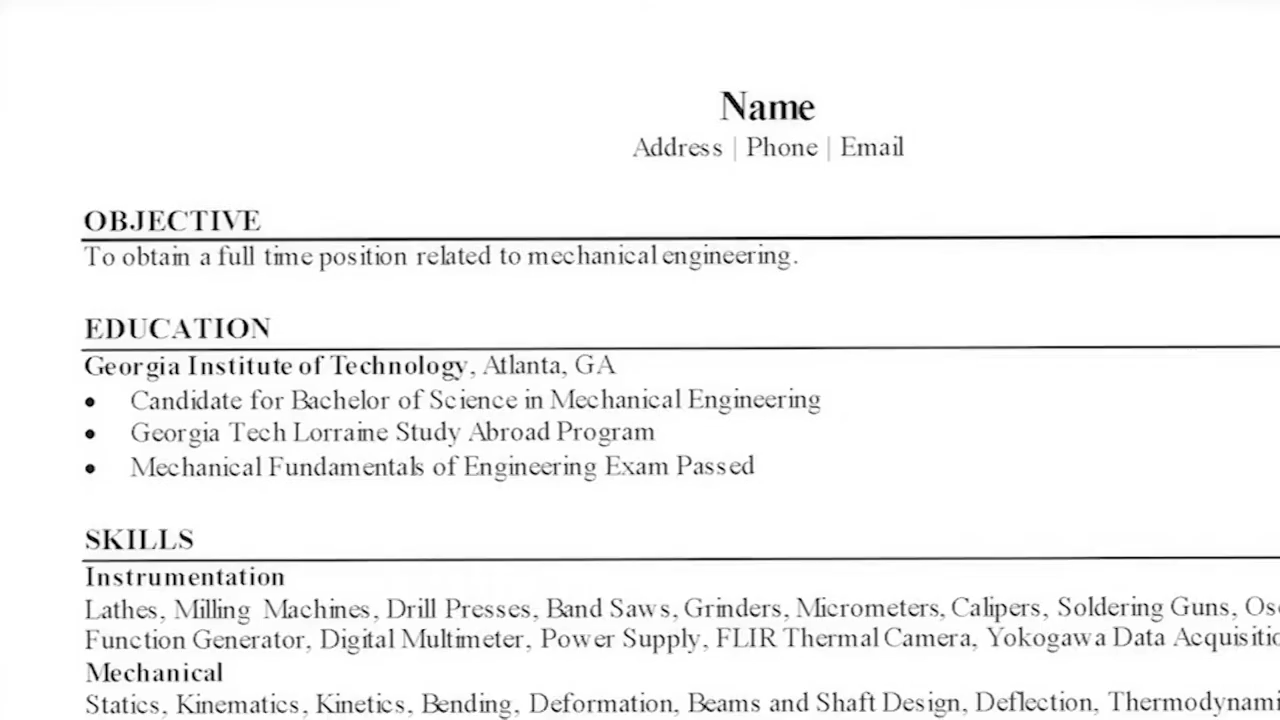 Name
Address | Phone | Email
OBJECTIVE
To obtain a full time position related to mechanical engineering.
EDUCATION
Georgia Institute of Technology, Atlanta, GA
• Candidate for Bachelor of Science in Mechanical Engineering
• Georgia Tech Lorraine Study Abroad Program
• Mechanical Fundamentals of Engineering Exam Passed
SKILLS
Instrumentation
Lathes, Milling Machines, Drill Presses, Band Saws, Grinders, Micrometers, Calipers, Soldering Guns,
Function Generator, Digital Multimeter, Power Supply, FLIR Thermal Camera, Yokogawa Data
Mechanical
Statics, Kinematics, Kinetics, Bending, Deformation, Beams and Shaft Design, Deflection,